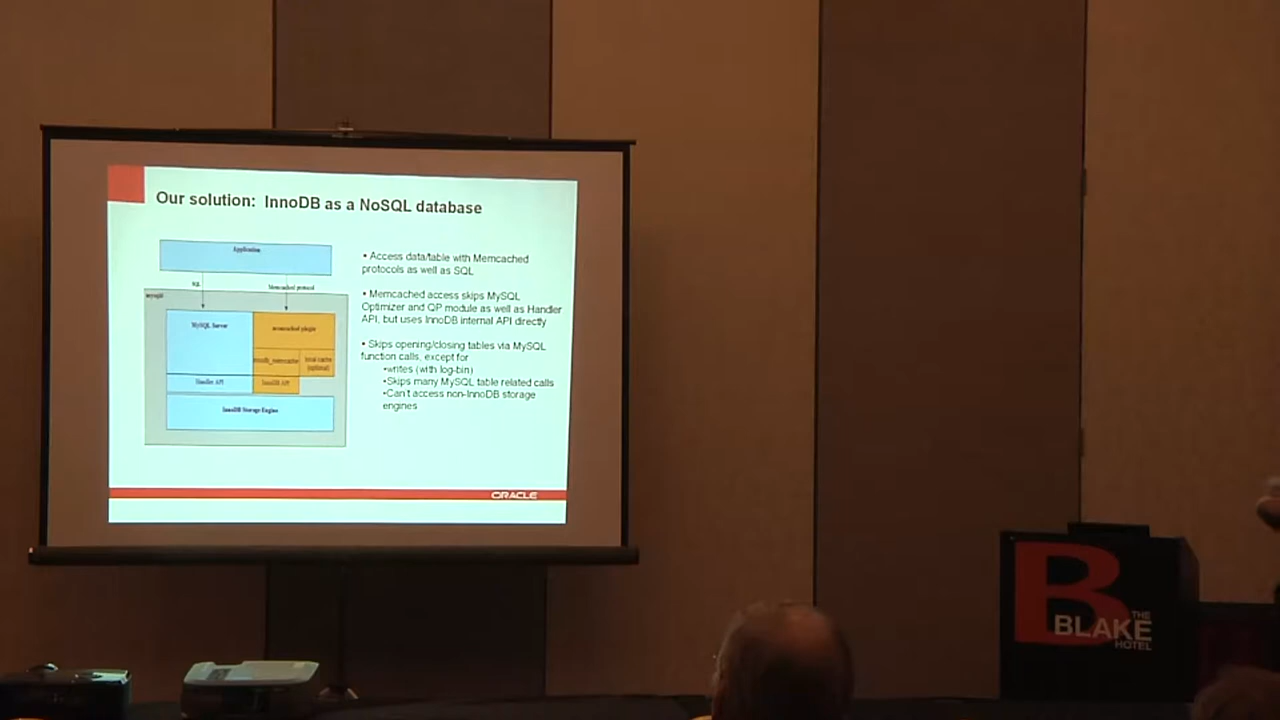 Our solution: InnoDB as a NoSQL database
Application
SQL
Memcached protocol
mysqld
MySQL Server
memcached plugin
innodb_memcache
local cache
(optional)
Handler API
InnoDB API
InnoDB Storage Engine
• Access data/table with Memcached
protocols as well as SQL
• Memcached access skips MySQL
Optimizer and QP module as well as Handler
API, but uses InnoDB internal API directly
• Skips opening/closing tables via MySQL
function calls, except for
•writes (with log-bin)
•Skips many MySQL table related calls
•Can't access non-InnoDB storage
engines
ORACLE
B
THE
BLAKE
HOTEL